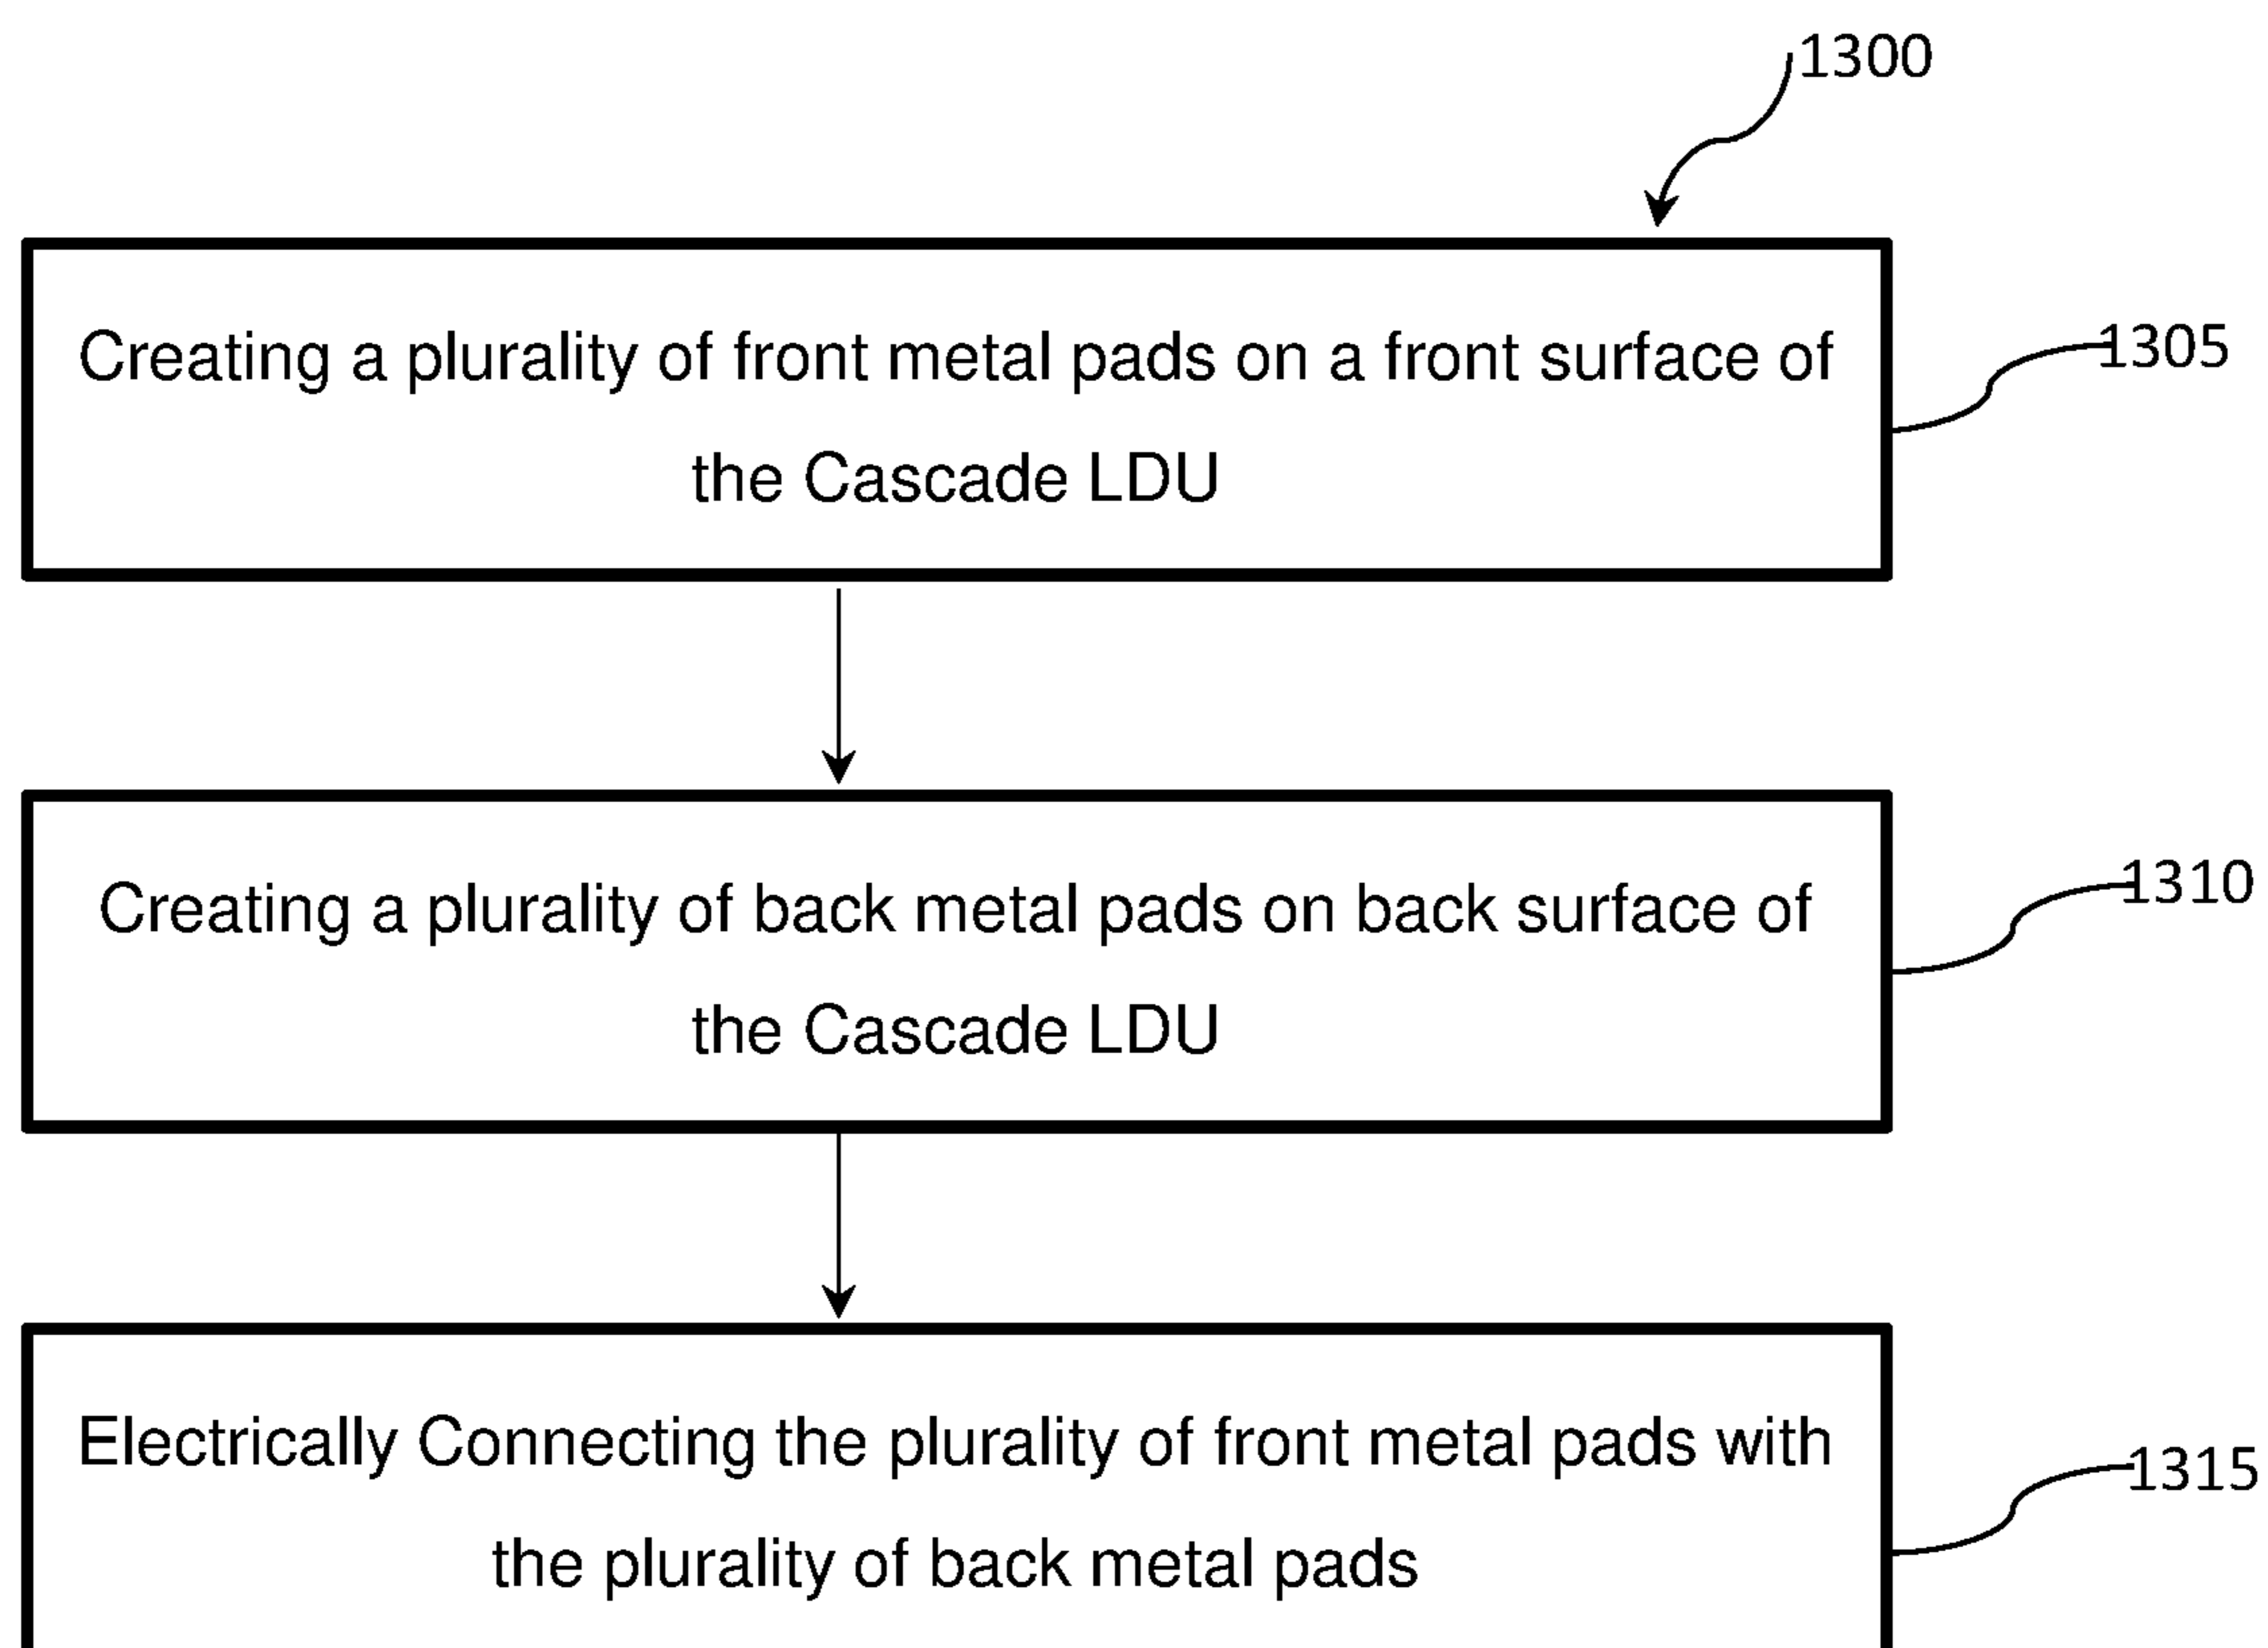 1300
Creating a plurality of front metal pads on a front surface of
the Cascade LDU
1305
Creating a plurality of back metal pads on back surface of
the Cascade LDU
1310
Electrically Connecting the plurality of front metal pads with
the plurality of back metal pads
1315